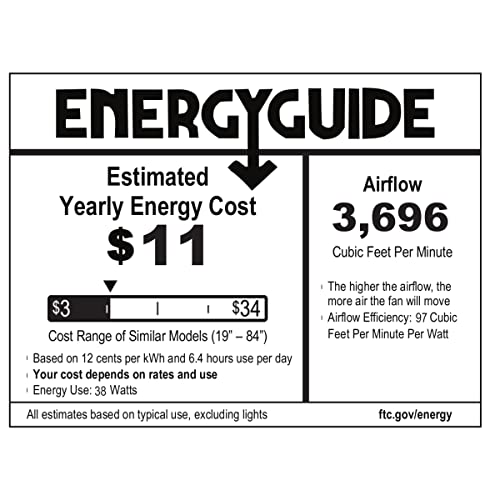 ENERGYGUIDE
Estimated
Yearly Energy Cost
$11
$3 $34
Cost Range of Similar Models (19" – 84")
Based on 12 cents per kWh and 6.4 hours use per day
Your cost depends on rates and use
Energy Use: 38 Watts
Airflow
3,696
Cubic Feet Per Minute
The higher the airflow, the
more air the fan will move
Airflow Efficiency: 97 Cubic
Feet Per Minute Per Watt
All estimates based on typical use, excluding lights
ftc.gov/energy